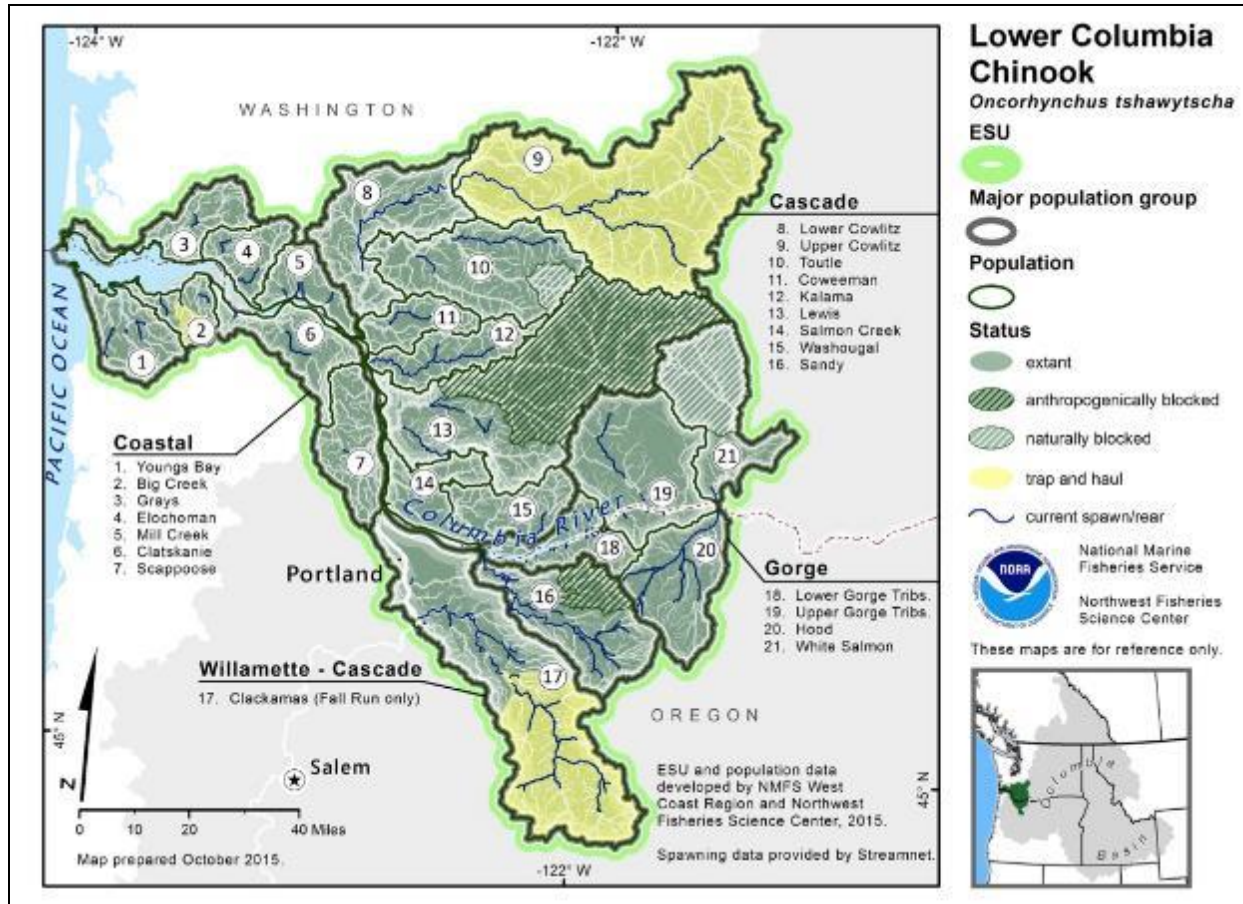 -124° W
-122° W
WASHINGTON
PACIFIC OCEAN
1
2
3
4
5
6
7
8
9
10
11
12
13
14
15
16
17
18
19
20
21
Cascade
8. Lower Cowlitz
9. Upper Cowlitz
10. Toutle
11. Coweeman
12. Kalama
13. Lewis
14. Salmon Creek
15. Washougal
16. Sandy
Coastal
1. Youngs Bay
2. Big Creek
3. Grays
4. Elochoman
5. Mill Creek
6. Clatskanie
7. Scappoose
Columbia River
Portland
Gorge
18. Lower Gorge Tribs.
19. Upper Gorge Tribs.
20. Hood
21. White Salmon
Willamette - Cascade
17. Clackamas (Fall Run only)
OREGON
45° N
45° N
Salem
N
0 10 20 40 Miles
Map prepared October 2015.
ESU and population data
developed by NMFS West
Coast Region and Northwest
Fisheries Science Center, 2015.
Spawning data provided by Streamnet.
-122° W
Lower Columbia
Chinook
Oncorhynchus tshawytscha
ESU
Major population group
Population
Status
extant
anthropogenically blocked
naturally blocked
trap and haul
current spawn/rear
NOAA
National Marine
Fisheries Service
Northwest Fisheries
Science Center
These maps are for reference only.
Columbia
Basin